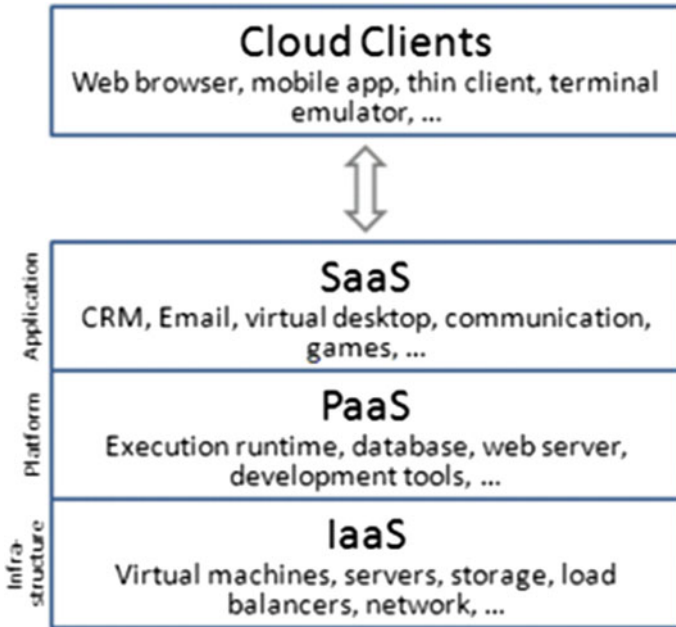 Cloud Clients
Web browser, mobile app, thin client, terminal
emulator, ...
Application
SaaS
CRM, Email, virtual desktop, communication,
games, ...
Platform
PaaS
Execution runtime, database, web server,
development tools, ...
Infra-
structure
IaaS
Virtual machines, servers, storage, load
balancers, network, ...